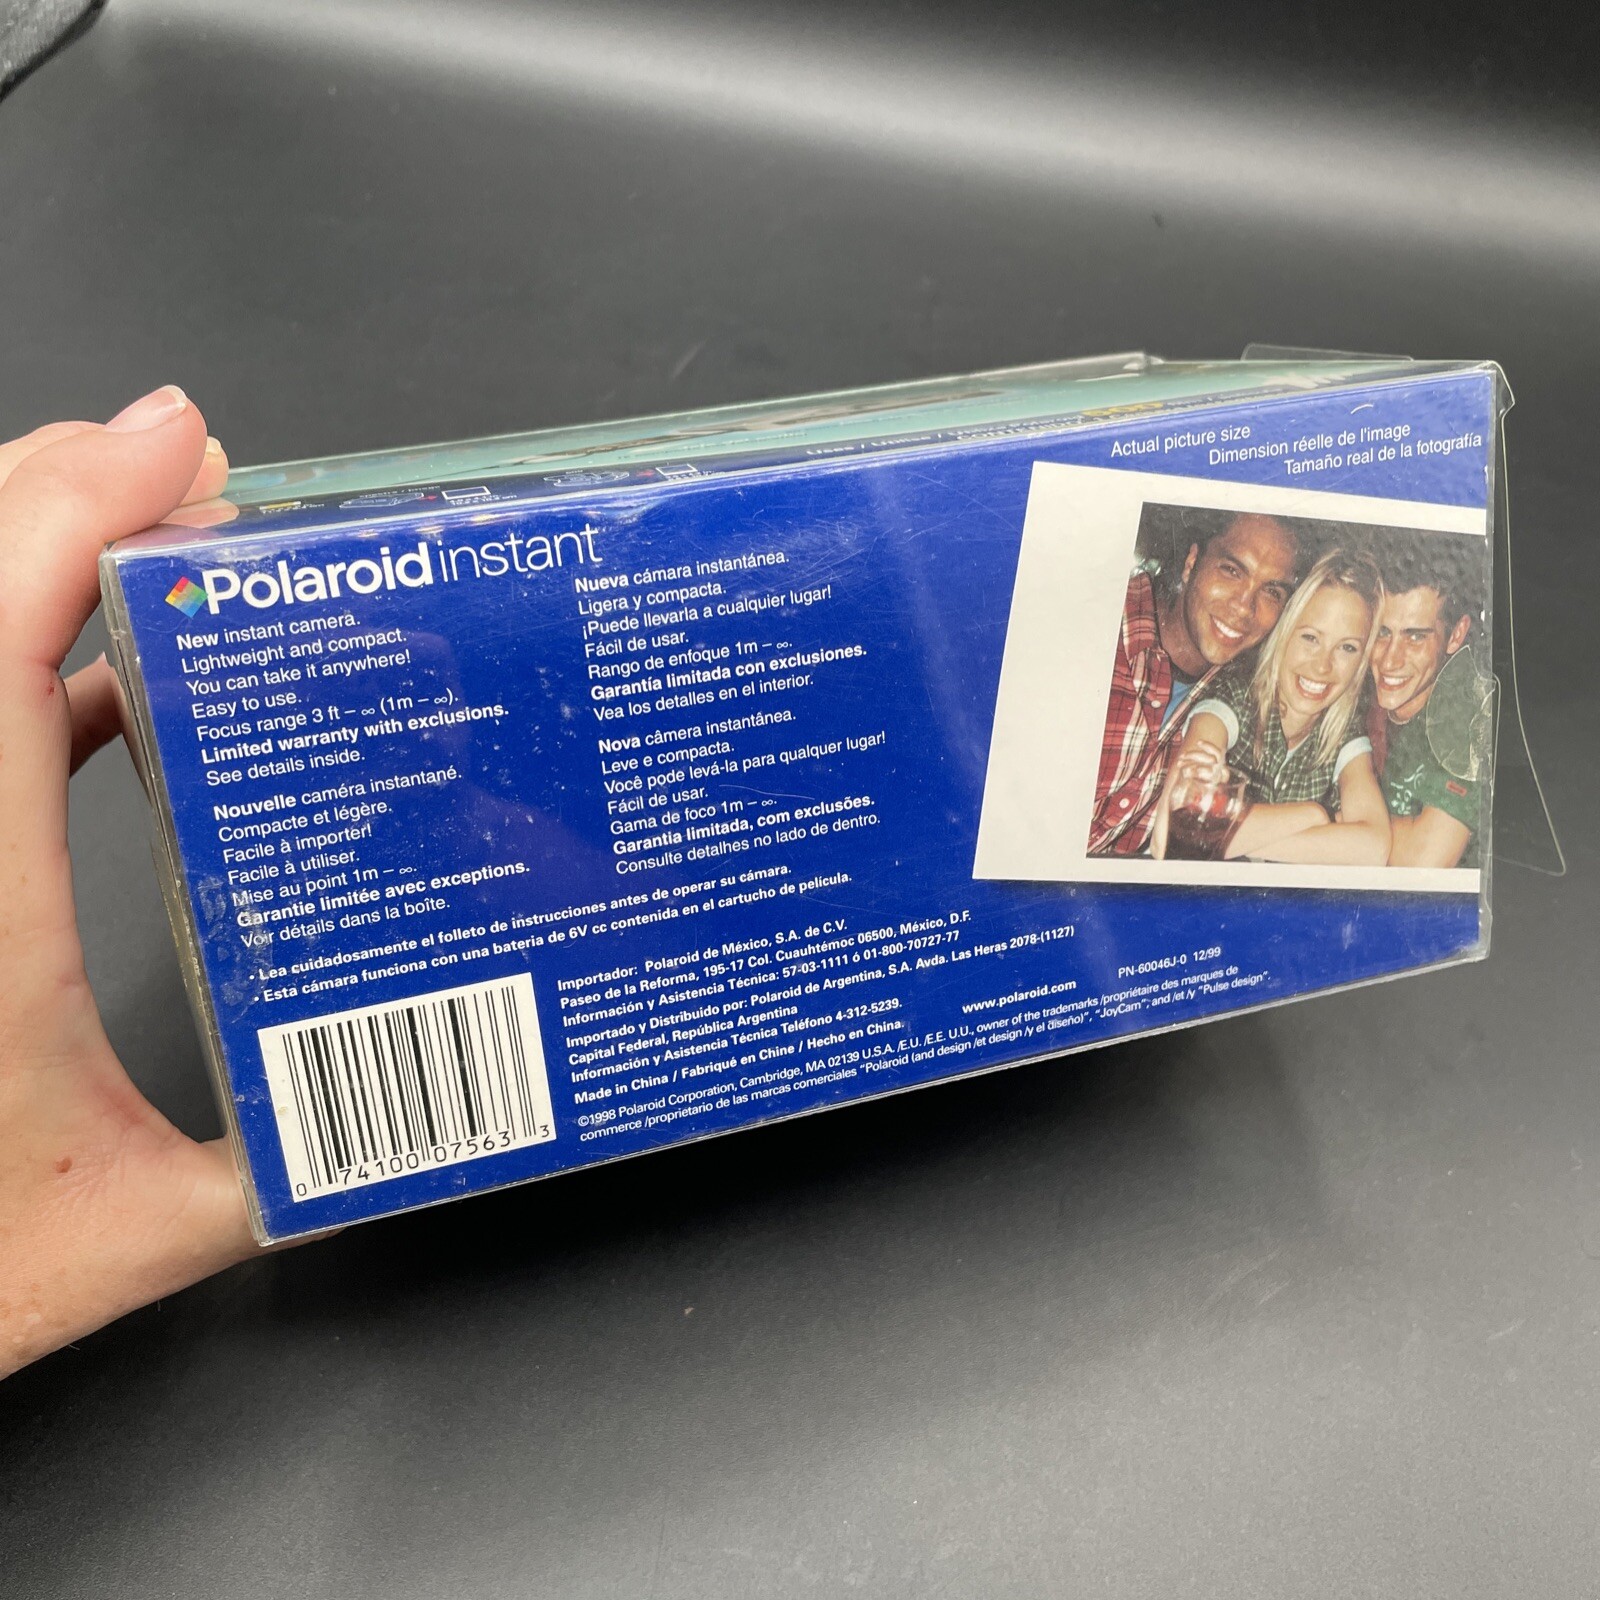 Uses / Utilise / Utiliza
500
Actual picture size
Dimension réelle de l'image
Tamaño real de la fotografía
Polaroid instant
New instant camera.
Lightweight and compact.
You can take it anywhere!
Easy to use.
Focus range 3 ft – ∞ (1m – ∞).
Limited warranty with exclusions.
See details inside.
Nouvelle caméra instantané.
Compacte et légère.
Facile à importer!
Facile à utiliser.
Mise au point 1m – ∞.
Garantie limitée avec exceptions.
Voir détails dans la boîte.
Nueva cámara instantánea.
Ligera y compacta.
¡Puede llevarla a cualquier lugar!
Fácil de usar.
Rango de enfoque 1m – ∞.
Garantía limitada con exclusiones.
Vea los detalles en el interior.
Nova câmera instantânea.
Leve e compacta.
Você pode levá-la para qualquer lugar!
Fácil de usar.
Gama de foco 1m – ∞.
Garantia limitada, com exclusões.
Consulte detalhes no lado de dentro.
• Lea cuidadosamente el folleto de instrucciones antes de operar su cámara.
• Esta cámara funciona con una bateria de 6V cc contenida en el cartucho de película.
0 74100 07563 3
Importador: Polaroid de México, S.A. de C.V.
Paseo de la Reforma, 195-17 Col. Cuauhtémoc 06500, México, D.F.
Información y Asistencia Técnica: 57-03-1111 ó 01-800-70727-77
Importado y Distribuido por: Polaroid de Argentina, S.A. Avda. Las Heras 2078-(1127)
Capital Federal, República Argentina
Información y Asistencia Técnica Teléfono 4-312-5239.
Made in China / Fabriqué en Chine / Hecho en China.
www.polaroid.com
PN-60046J-0 12/99
©1998 Polaroid Corporation, Cambridge, MA 02139 U.S.A. /E.U. /E.E. U.U., owner of the trademarks /propriétaire des marques de
commerce /proprietario de las marcas comerciales "Polaroid (and design /et design /y el diseño)", "JoyCam", and /et /y "Pulse design".